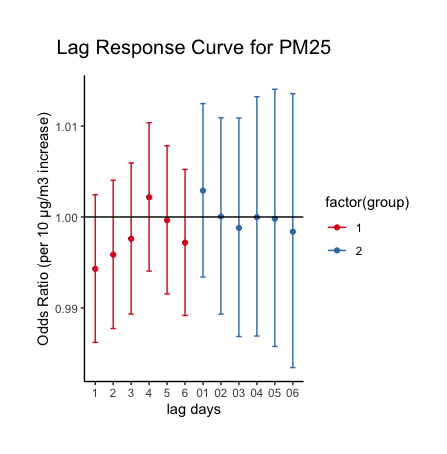 Lag Response Curve for PM25
Odds Ratio (per 10 µg/m3 increase)
1.01
1.00
0.99
1 2 3 4 5 6 01 02 03 04 05 06
lag days
factor(group)
1
2